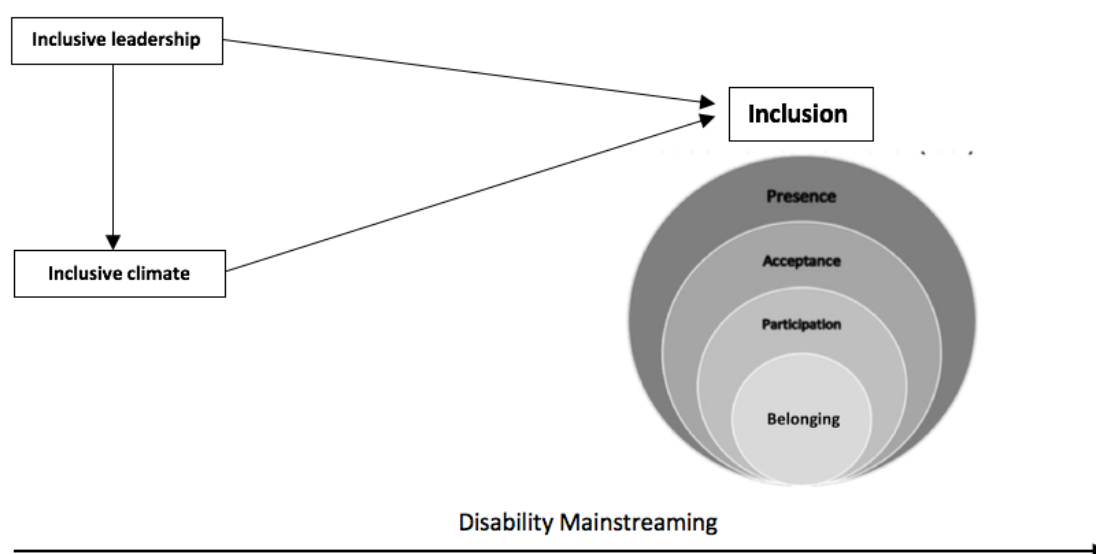 Inclusive leadership
Inclusion
Presence
Acceptance
Inclusive climate
Participation
Belonging
Disability Mainstreaming